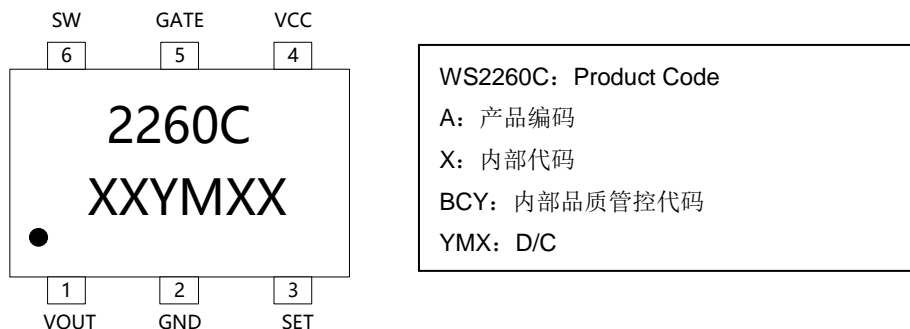 SW GATE VCC
6 5 4
2260C
XXYMXX
1 2 3
VOUT GND SET
WS2260C：Product Code
A：产品编码
X：内部代码
BCY：内部品质管控代码
YMX：D/C